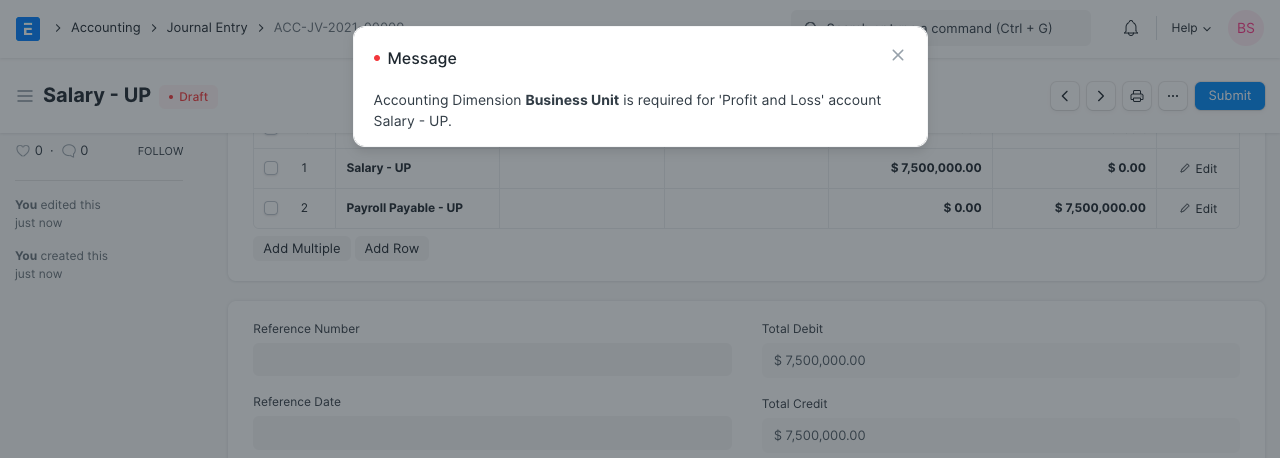 Accounting
Journal Entry
ACC-JV-2021-
command (Ctrl + G)
Help
BS
Message
Accounting Dimension Business Unit is required for 'Profit and Loss' account
Salary - UP.
Salary - UP
Draft
Submit
0 · 0
FOLLOW
You edited this
just now
You created this
just now
1 Salary - UP $ 7,500,000.00 $ 0.00 Edit
2 Payroll Payable - UP $ 0.00 $ 7,500,000.00 Edit
Add Multiple Add Row
Reference Number
Total Debit
$ 7,500,000.00
Reference Date
Total Credit
$ 7,500,000.00